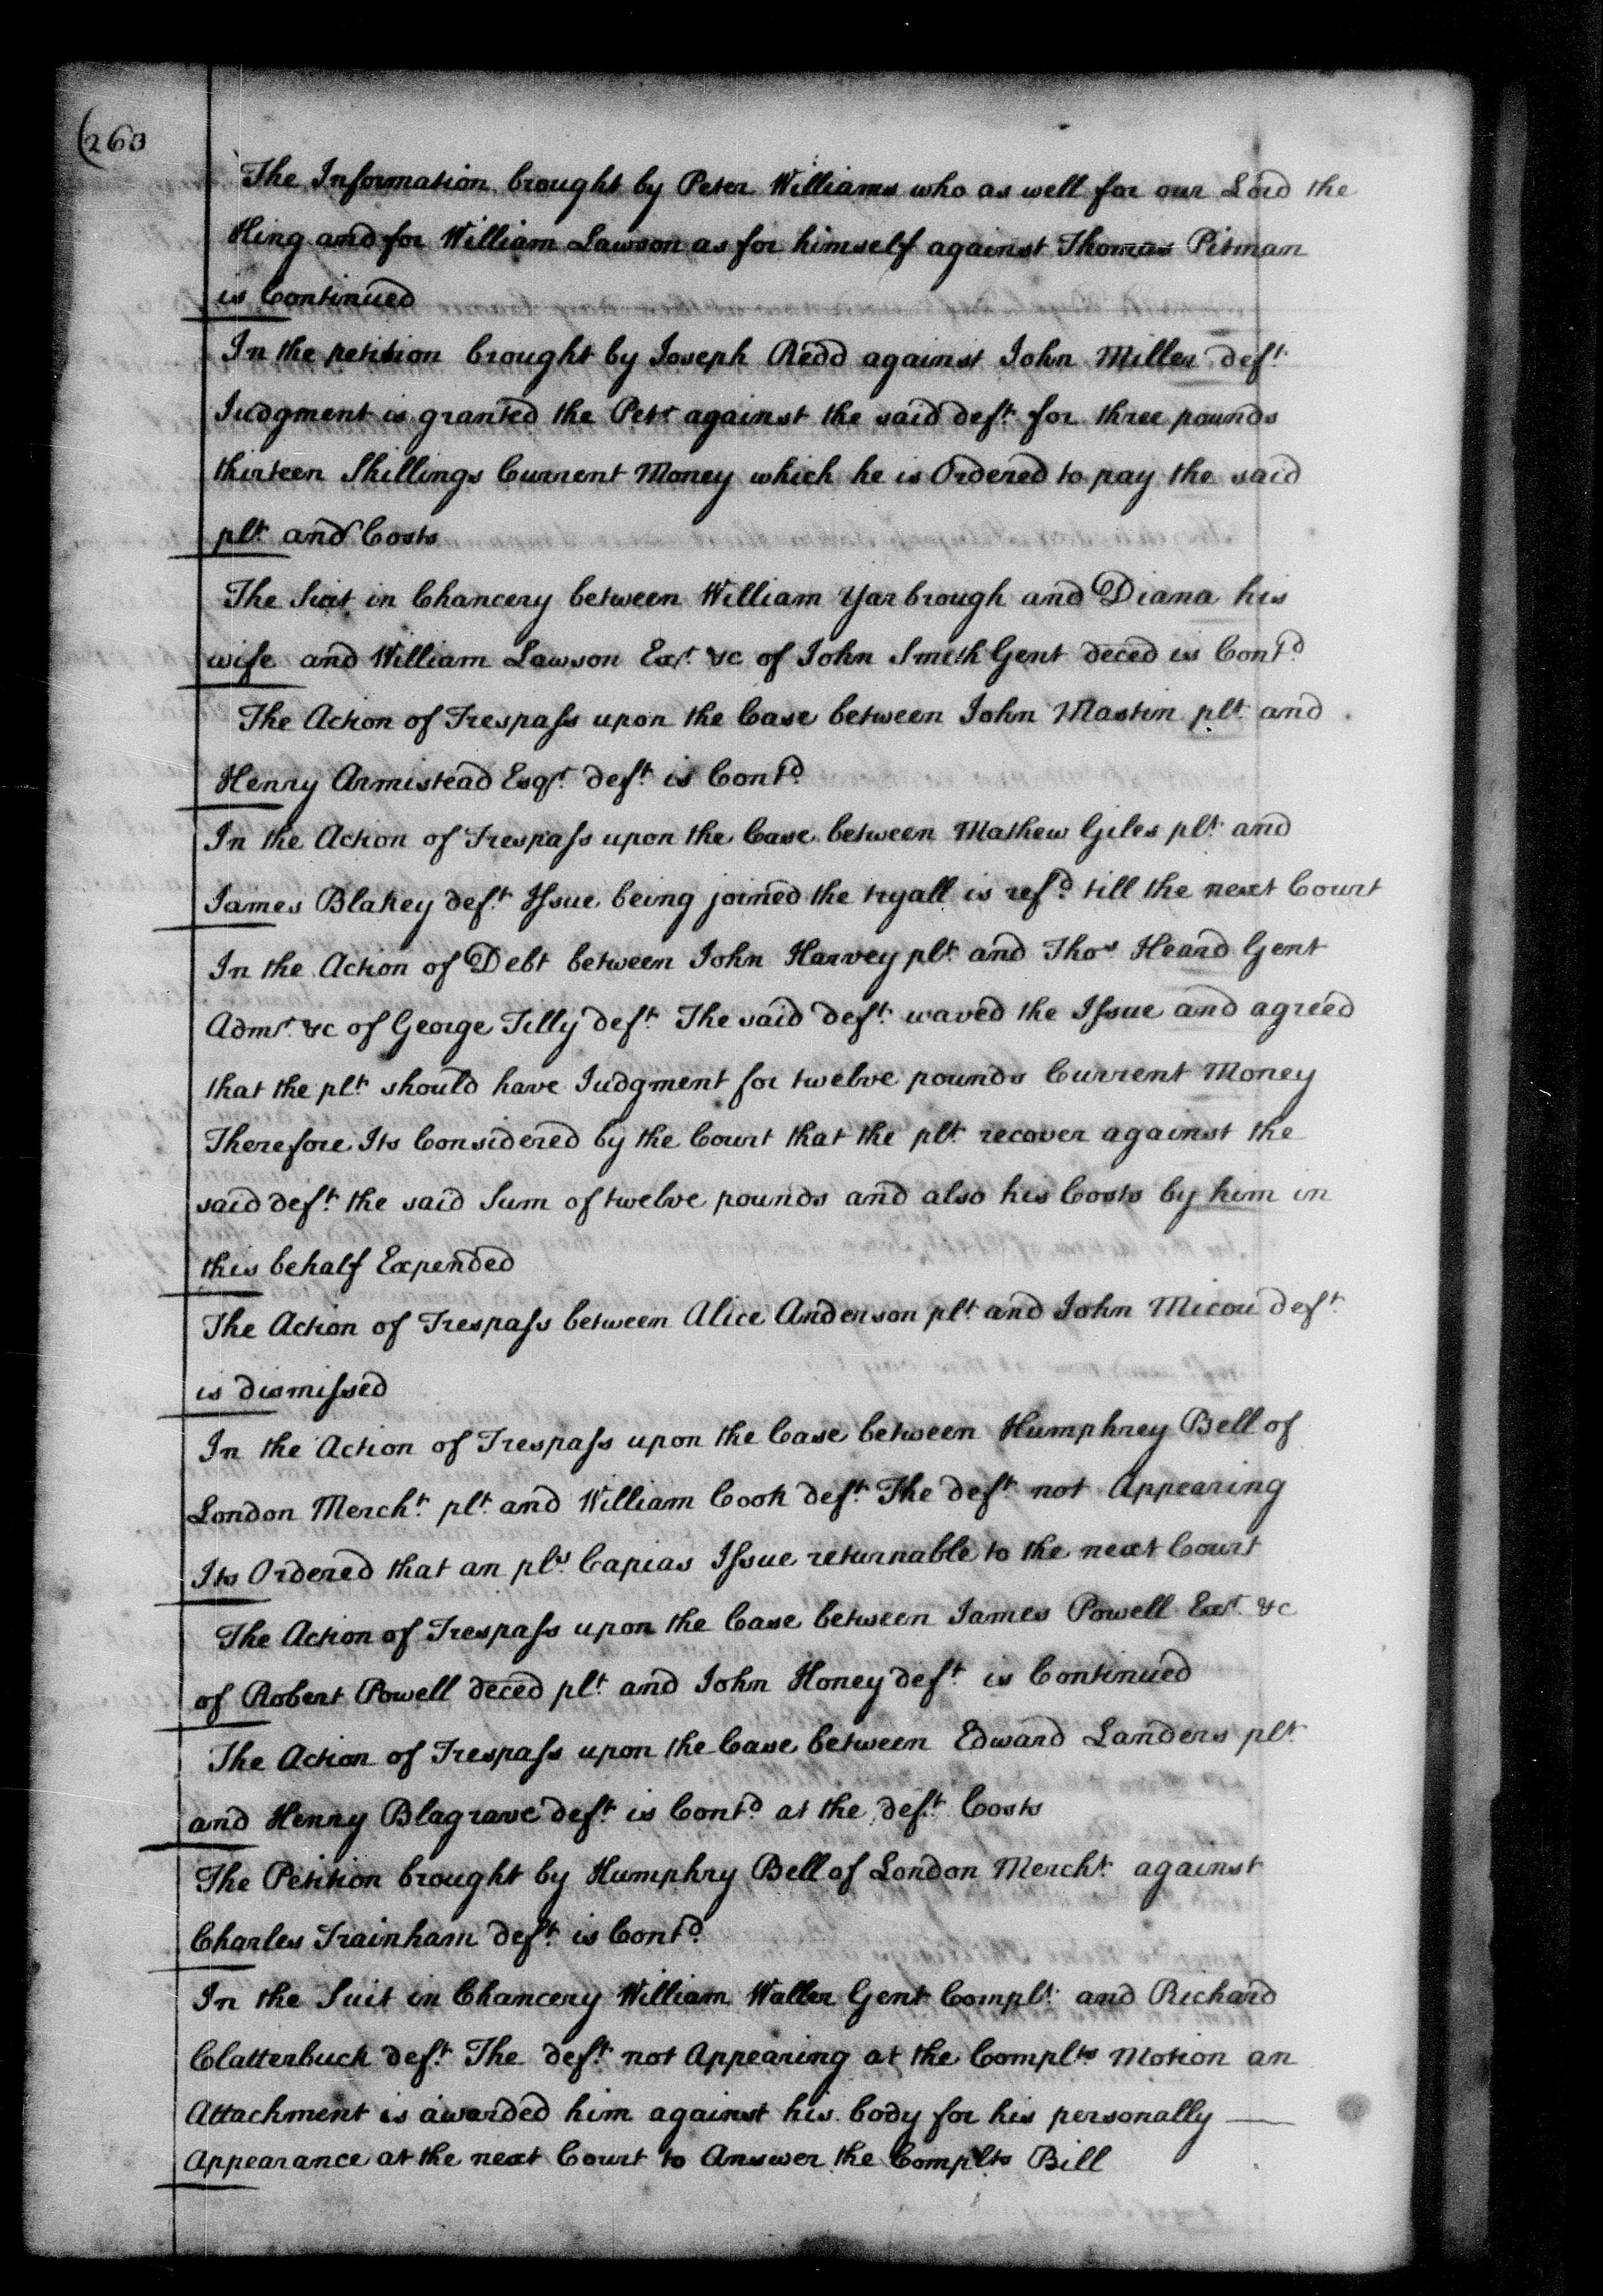 (260
The Information brought by Peter Williams who as well for our Lord the
King and for William Lawson as for himself against Thomas Pitman
is Continued
In the petition brought by Joseph Redd against John Miller deft.
Judgment is granted the Petr against the said deft. for three pounds
thirteen Shillings Current Money which he is Ordered to pay the said
plt. and Costs
The Suit in Chancery between William Yarbrough and Diana his
wife and William Lawson Exr. &c of John Smith Gent deced is Contd.
The Action of Trespass upon the Case between John Mastin plt. and
Henry Armistead Esqr. deft. is Contd.
In the Action of Trespass upon the Case between Mathew Giles plt. and
James Blakey deft. Issue being joined the tryall is refd. till the next Court
In the Action of Debt between John Harvey plt. and Thos. Heard Gent
Admr. &c of George Tilly deft. The said deft. waved the Issue and agreed
that the plt. should have Judgment for twelve pounds Current Money
Therefore Its Considered by the Court that the plt. recover against the
said deft. the said Sum of twelve pounds and also his Costs by him in
this behalf Expended
The Action of Trespass between Alice Anderson plt. and John Micou deft.
is dismissed
In the Action of Trespass upon the Case between Humphrey Bell of
London Mercht. plt. and William Cook deft. The deft. not Appearing
Its Ordered that an pls. Capias Issue returnable to the next Court
The Action of Trespass upon the Case between James Powell Exr. &c
of Robert Powell deced plt. and John Honey deft. is Continued
The Action of Trespass upon the Case between Edward Landers plt.
and Henry Blagrave deft. is Contd. at the deft. Costs
The Petition brought by Humphry Bell of London Mercht. against
Charles Trainham deft. is Contd.
In the Suit in Chancery William Waller Gent Complt. and Richard
Clatterbuck deft. The deft. not Appearing at the Complts Motion an
Attachment is awarded him against his body for his personally
Appearance at the next Court to Answer the Complts Bill